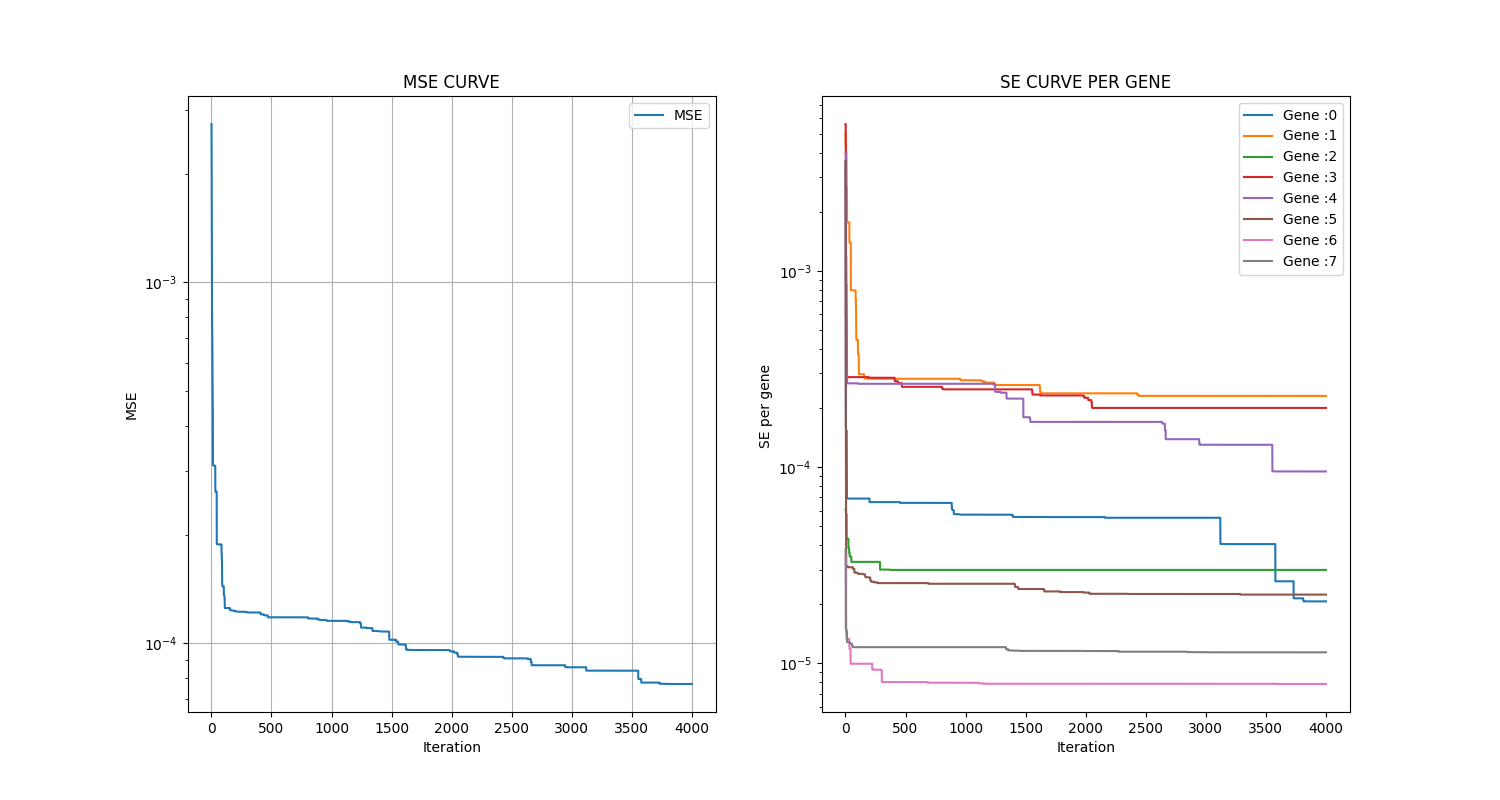 MSE CURVE
MSE
10⁻³
10⁻⁴
MSE
0 500 1000 1500 2000 2500 3000 3500 4000
Iteration
SE CURVE PER GENE
Gene :0
Gene :1
Gene :2
Gene :3
Gene :4
Gene :5
Gene :6
Gene :7
10⁻³
10⁻⁴
10⁻⁵
SE per gene
0 500 1000 1500 2000 2500 3000 3500 4000
Iteration